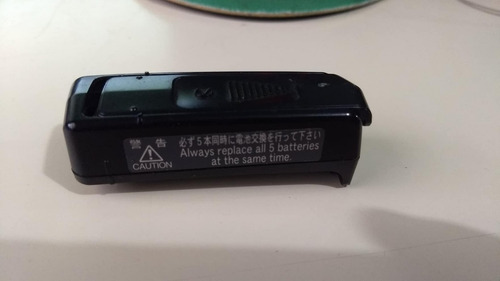 警告
CAUTION
必ず5本同時に電池交換を行って下さい
Always replace all 5 batteries
at the same time.